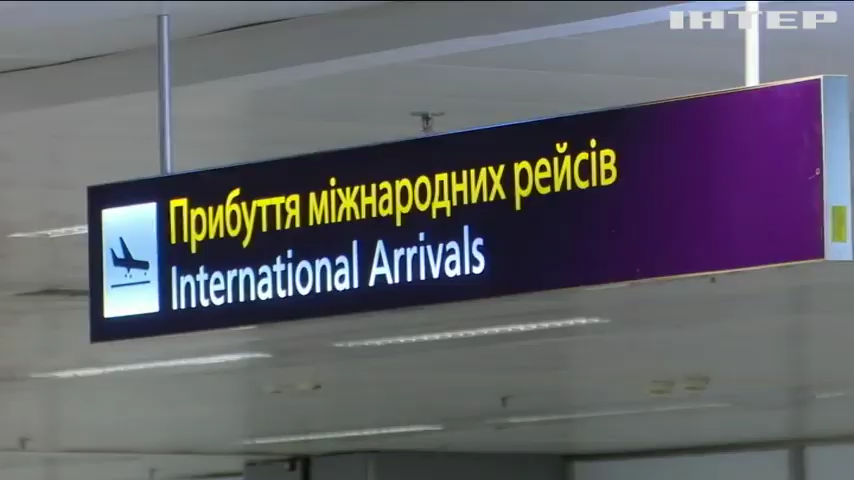 ІНТЕР
Прибуття міжнародних рейсів
International Arrivals